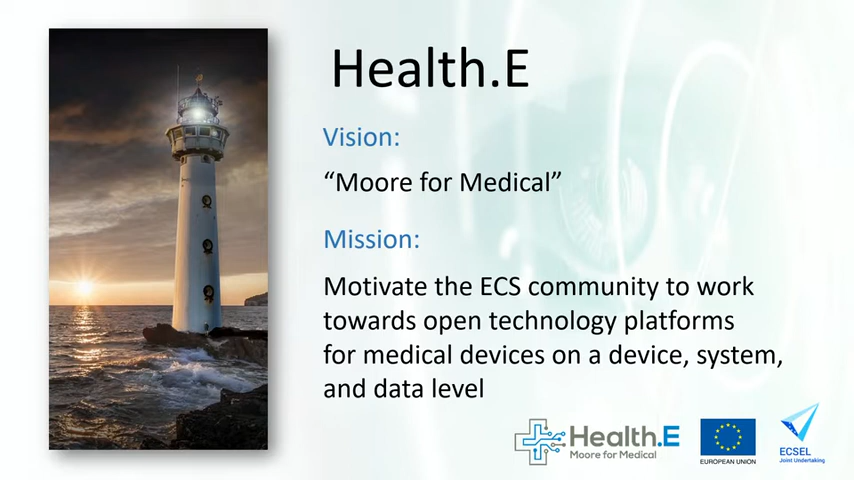 Health.E
Vision:
“Moore for Medical”
Mission:
Motivate the ECS community to work
towards open technology platforms
for medical devices on a device, system,
and data level
Health.E
Moore for Medical
EUROPEAN UNION
ECSEL
Joint Undertaking